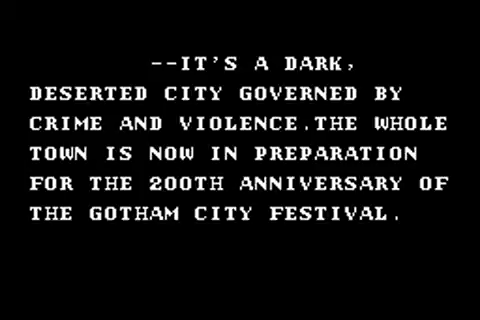 --IT'S A DARK,
DESERTED CITY GOVERNED BY
CRIME AND VIOLENCE.THE WHOLE
TOWN IS NOW IN PREPARATION
FOR THE 200TH ANNIVERSARY OF
THE GOTHAM CITY FESTIVAL.